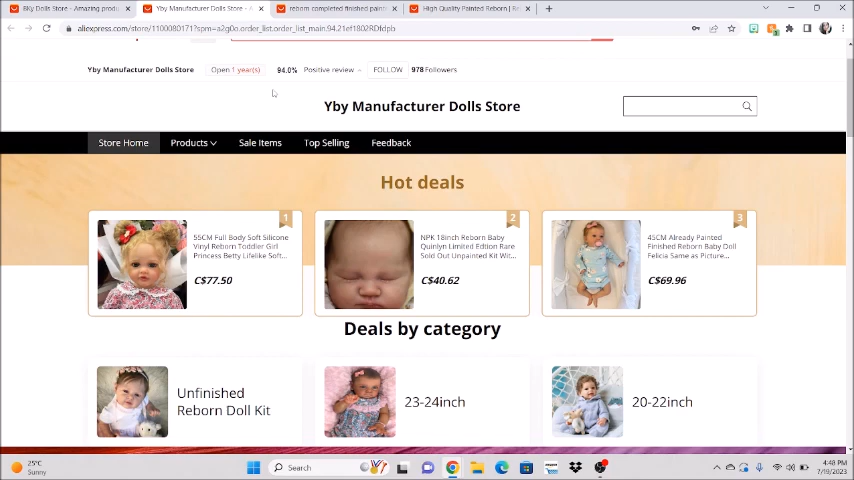 8Ky Dolls Store - Amazing produ
Yby Manufacturer Dolls Store - A
reborn completed finished paint
High Quality Painted Reborn | Re
aliexpress.com/store/1100080171?spm=a2g0o.order_list.order_list_main.94.21ef1802RDfdpb
Yby Manufacturer Dolls Store
Open 1 year(s)
94.0% Positive review
FOLLOW
978 Followers
Yby Manufacturer Dolls Store
Store Home
Products
Sale Items
Top Selling
Feedback
Hot deals
1
55CM Full Body Soft Silicone
Vinyl Reborn Toddler Girl
Princess Betty Lifelike Soft...
C$77.50
2
NPK 18inch Reborn Baby
Quinlyn Limited Edtion Rare
Sold Out Unpainted Kit Wit...
C$40.62
3
45CM Already Painted
Finished Reborn Baby Doll
Felicia Same as Picture...
C$69.96
Deals by category
Unfinished
Reborn Doll Kit
23-24inch
20-22inch
25°C
Sunny
Search
4:48 PM
7/19/2023